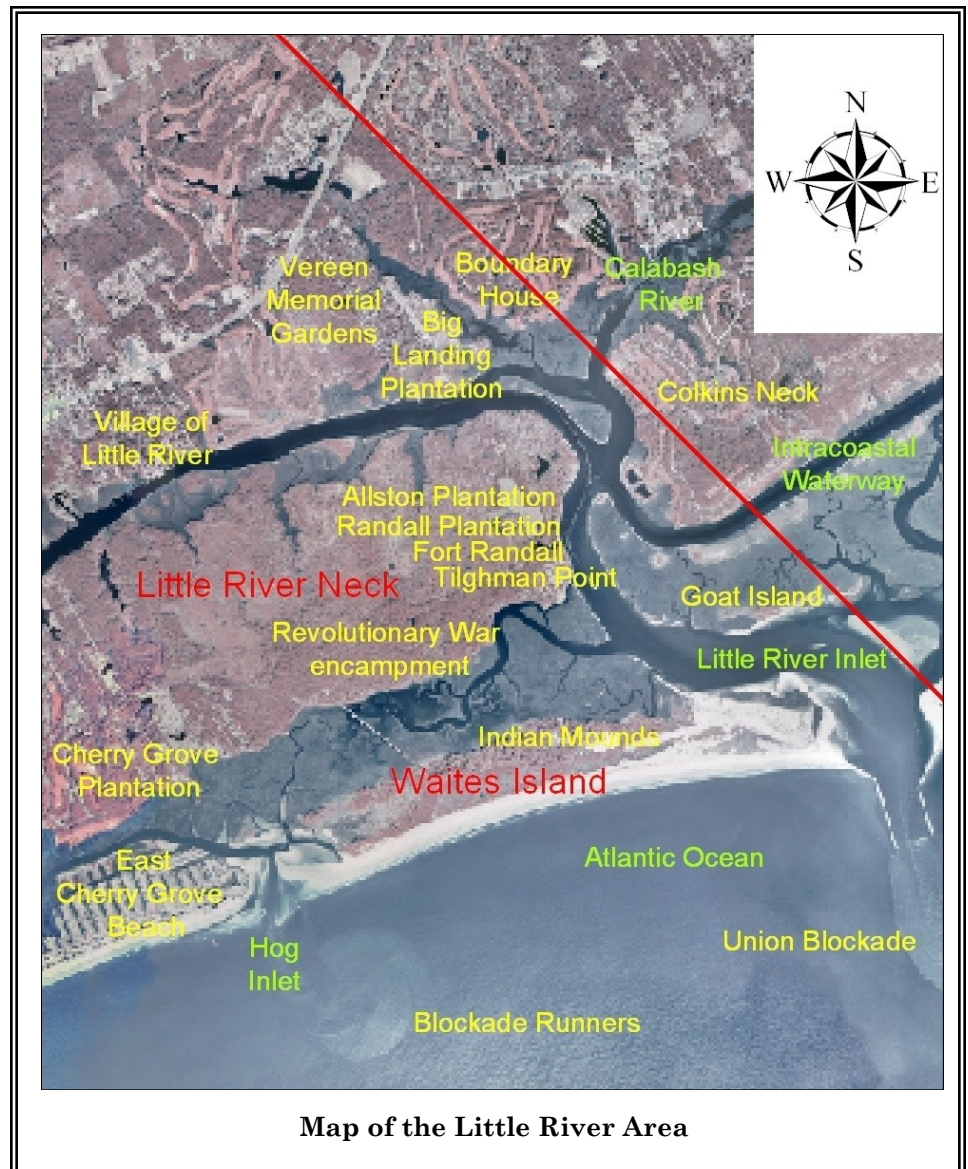 N
W E
S
Vereen
Memorial
Gardens
Boundary
House
Calabash
River
Big
Landing
Plantation
Colkins Neck
Village of
Little River
Intracoastal
Waterway
Allston Plantation
Randall Plantation
Fort Randall
Tilghman Point
Little River Neck
Goat Island
Revolutionary War
encampment
Little River Inlet
Indian Mounds
Cherry Grove
Plantation
Waites Island
Atlantic Ocean
East
Cherry Grove
Beach
Union Blockade
Hog
Inlet
Blockade Runners
Map of the Little River Area